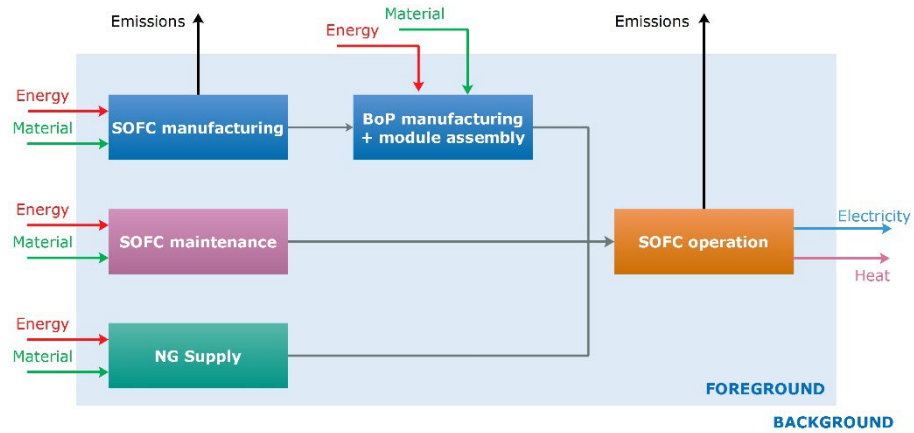 Emissions
Material
Emissions
Energy
Energy
Material
SOFC manufacturing
BoP manufacturing
+ module assembly
Energy
Material
SOFC maintenance
SOFC operation
Electricity
Heat
Energy
Material
NG Supply
FOREGROUND
BACKGROUND